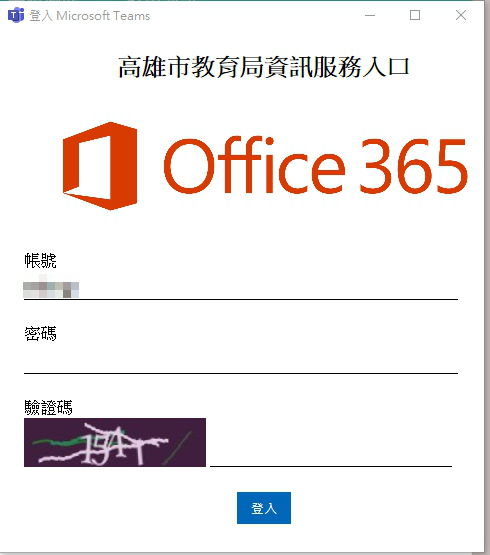 登入 Microsoft Teams
高雄市教育局資訊服務入口
Office 365
帳號
密碼
驗證碼
登入